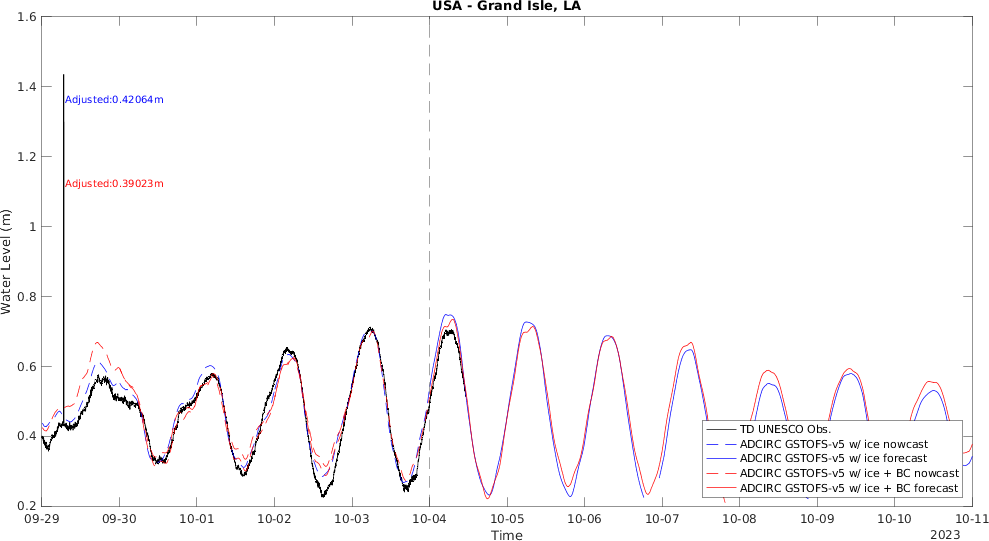 USA - Grand Isle, LA
1.6
1.4
1.2
1
0.8
0.6
0.4
0.2
Water Level (m)
Adjusted:0.42064m
Adjusted:0.39023m
TD UNESCO Obs.
ADCIRC GSTOFS-v5 w/ ice nowcast
ADCIRC GSTOFS-v5 w/ ice forecast
ADCIRC GSTOFS-v5 w/ ice + BC nowcast
ADCIRC GSTOFS-v5 w/ ice + BC forecast
09-29 09-30 10-01 10-02 10-03 10-04 10-05 10-06 10-07 10-08 10-09 10-10 10-11
Time
2023